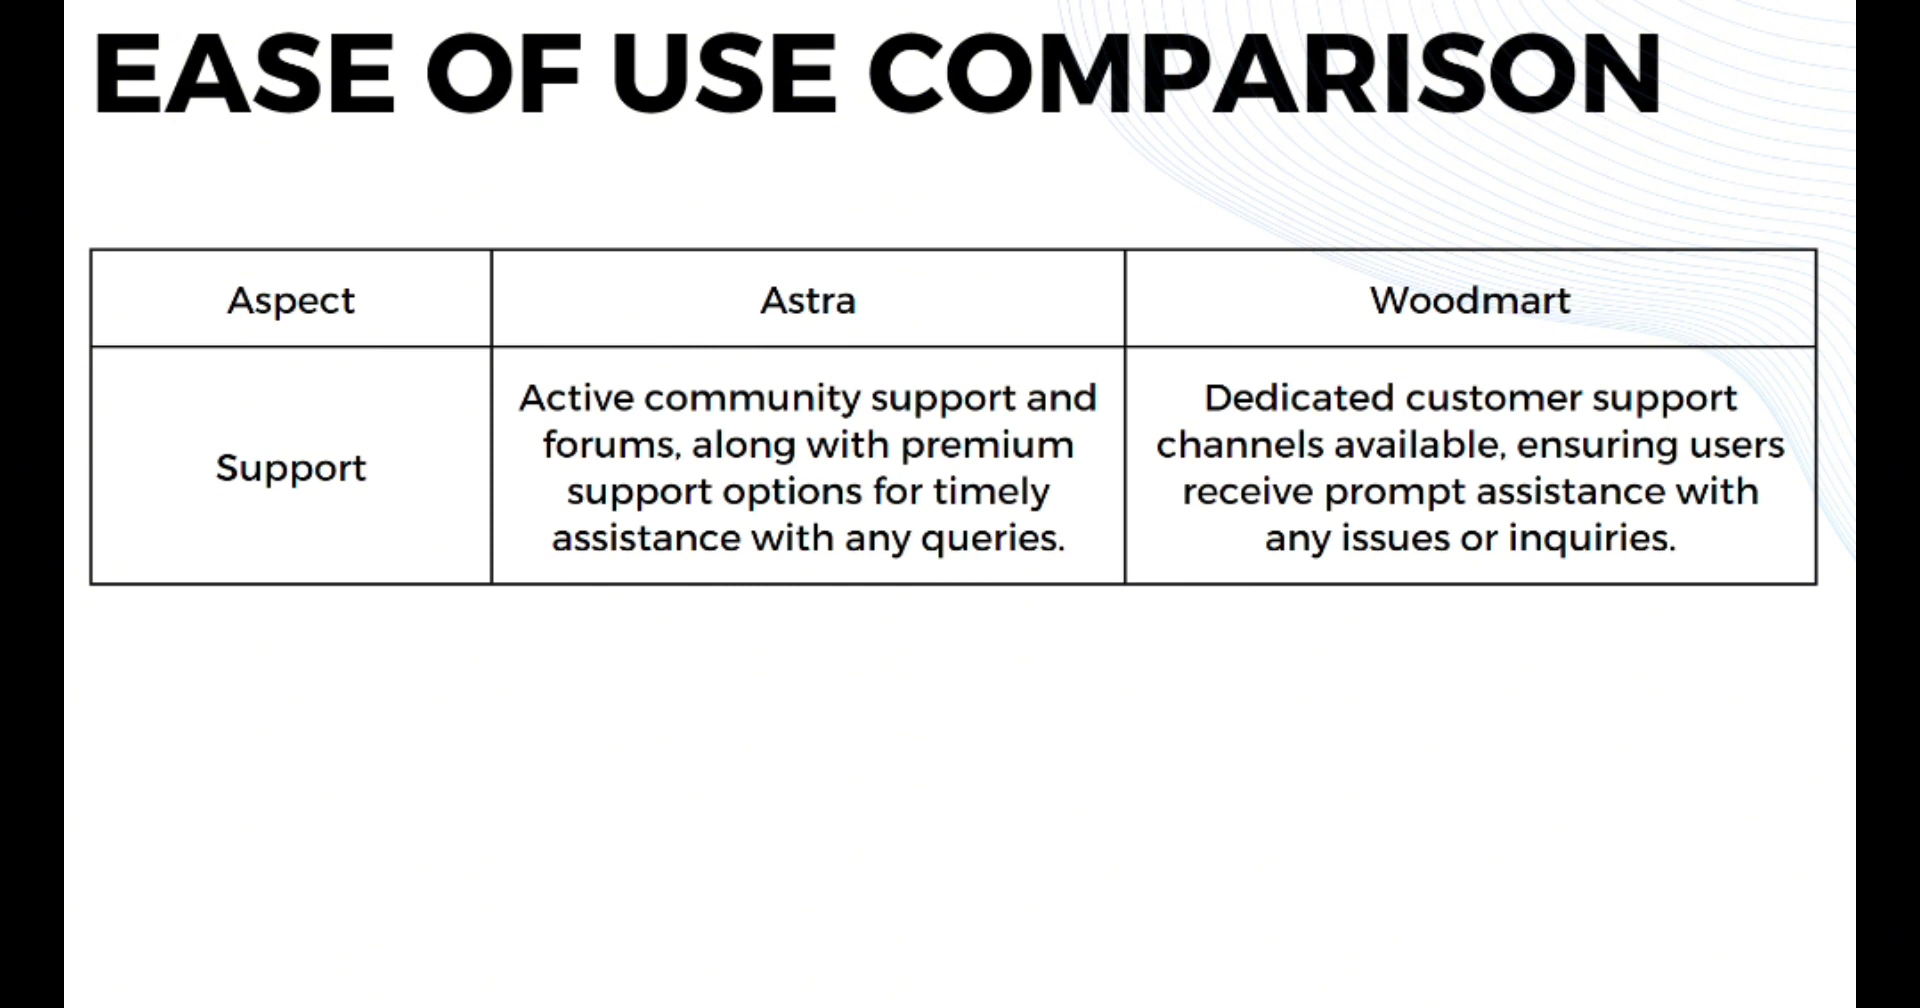 EASE OF USE COMPARISON
Aspect
Astra
Woodmart
Support
Active community support and
forums, along with premium
support options for timely
assistance with any queries.
Dedicated customer support
channels available, ensuring users
receive prompt assistance with
any issues or inquiries.